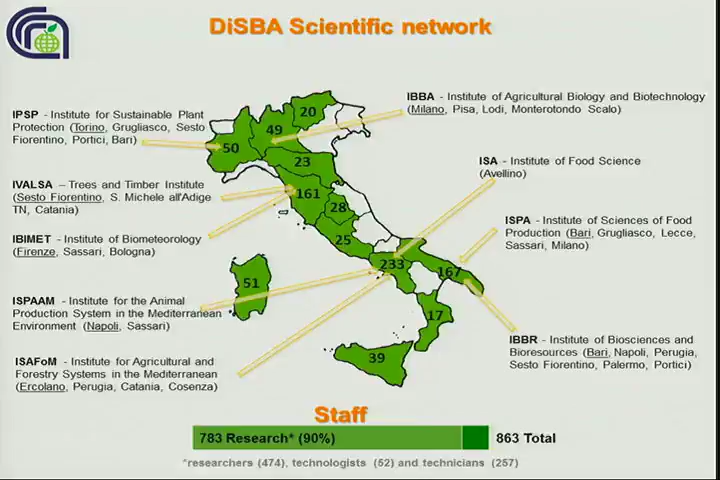 DiSBA Scientific network
IBBA - Institute of Agricultural Biology and Biotechnology
(Milano, Pisa, Lodi, Monterotondo Scalo)
IPSP - Institute for Sustainable Plant
Protection (Torino, Grugliasco, Sesto
Fiorentino, Portici, Bari)
20
49
50
23
ISA - Institute of Food Science
(Avellino)
IVALSA – Trees and Timber Institute
(Sesto Fiorentino, S. Michele all'Adige
TN, Catania)
161
28
ISPA - Institute of Sciences of Food
Production (Bari, Grugliasco, Lecce,
Sassari, Milano)
IBIMET - Institute of Biometeorology
(Firenze, Sassari, Bologna)
25
233
167
51
ISPAAM - Institute for the Animal
Production System in the Mediterranean
Environment (Napoli, Sassari)
17
IBBR - Institute of Biosciences and
Bioresources (Bari, Napoli, Perugia,
Sesto Fiorentino, Palermo, Portici)
ISAFoM - Institute for Agricultural and
Forestry Systems in the Mediterranean
(Ercolano, Perugia, Catania, Cosenza)
39
Staff
783 Research* (90%)
863 Total
*researchers (474), technologists (52) and technicians (257)